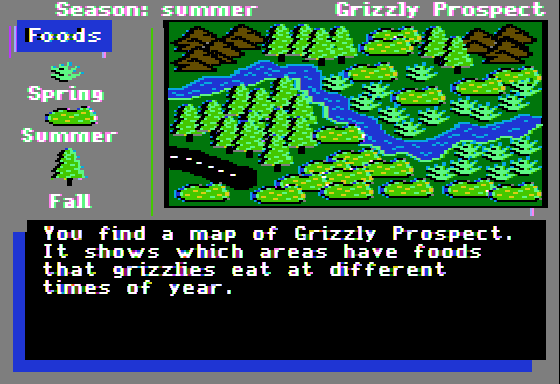 Season: summer Grizzly Prospect
Foods
Spring
Summer
Fall
You find a map of Grizzly Prospect.
It shows which areas have foods
that grizzlies eat at different
times of year.